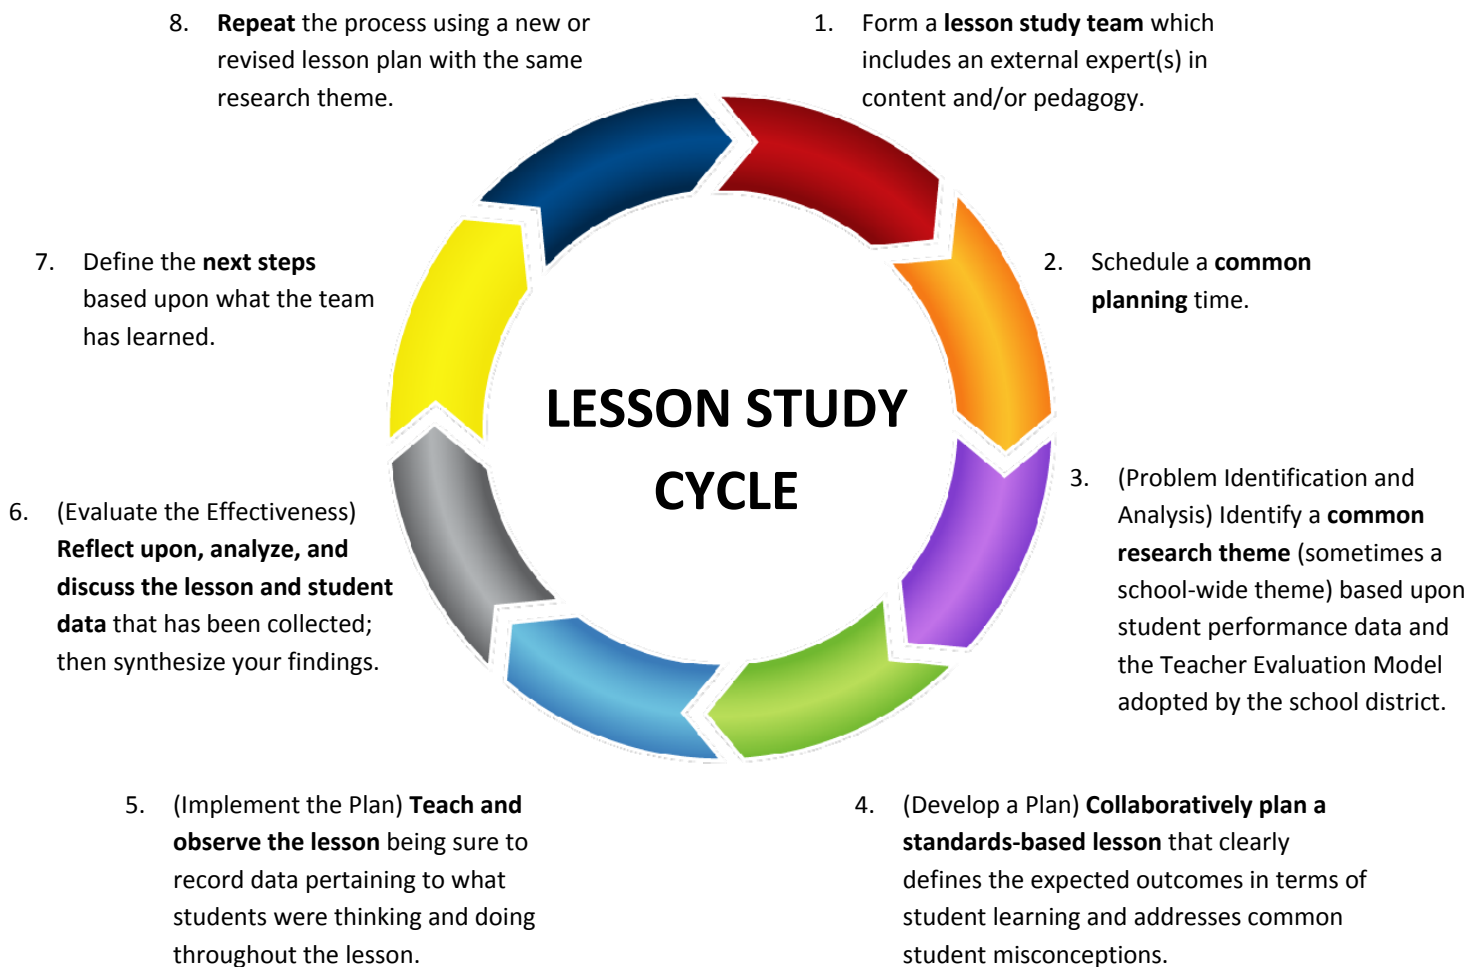 1. Form a lesson study team which
includes an external expert(s) in
content and/or pedagogy.
2. Schedule a common
planning time.
3. (Problem Identification and
Analysis) Identify a common
research theme (sometimes a
school-wide theme) based upon
student performance data and
the Teacher Evaluation Model
adopted by the school district.
4. (Develop a Plan) Collaboratively plan a
standards-based lesson that clearly
defines the expected outcomes in terms of
student learning and addresses common
student misconceptions.
5. (Implement the Plan) Teach and
observe the lesson being sure to
record data pertaining to what
students were thinking and doing
throughout the lesson.
6. (Evaluate the Effectiveness)
Reflect upon, analyze, and
discuss the lesson and student
data that has been collected;
then synthesize your findings.
7. Define the next steps
based upon what the team
has learned.
8. Repeat the process using a new or
revised lesson plan with the same
research theme.
LESSON STUDY
CYCLE